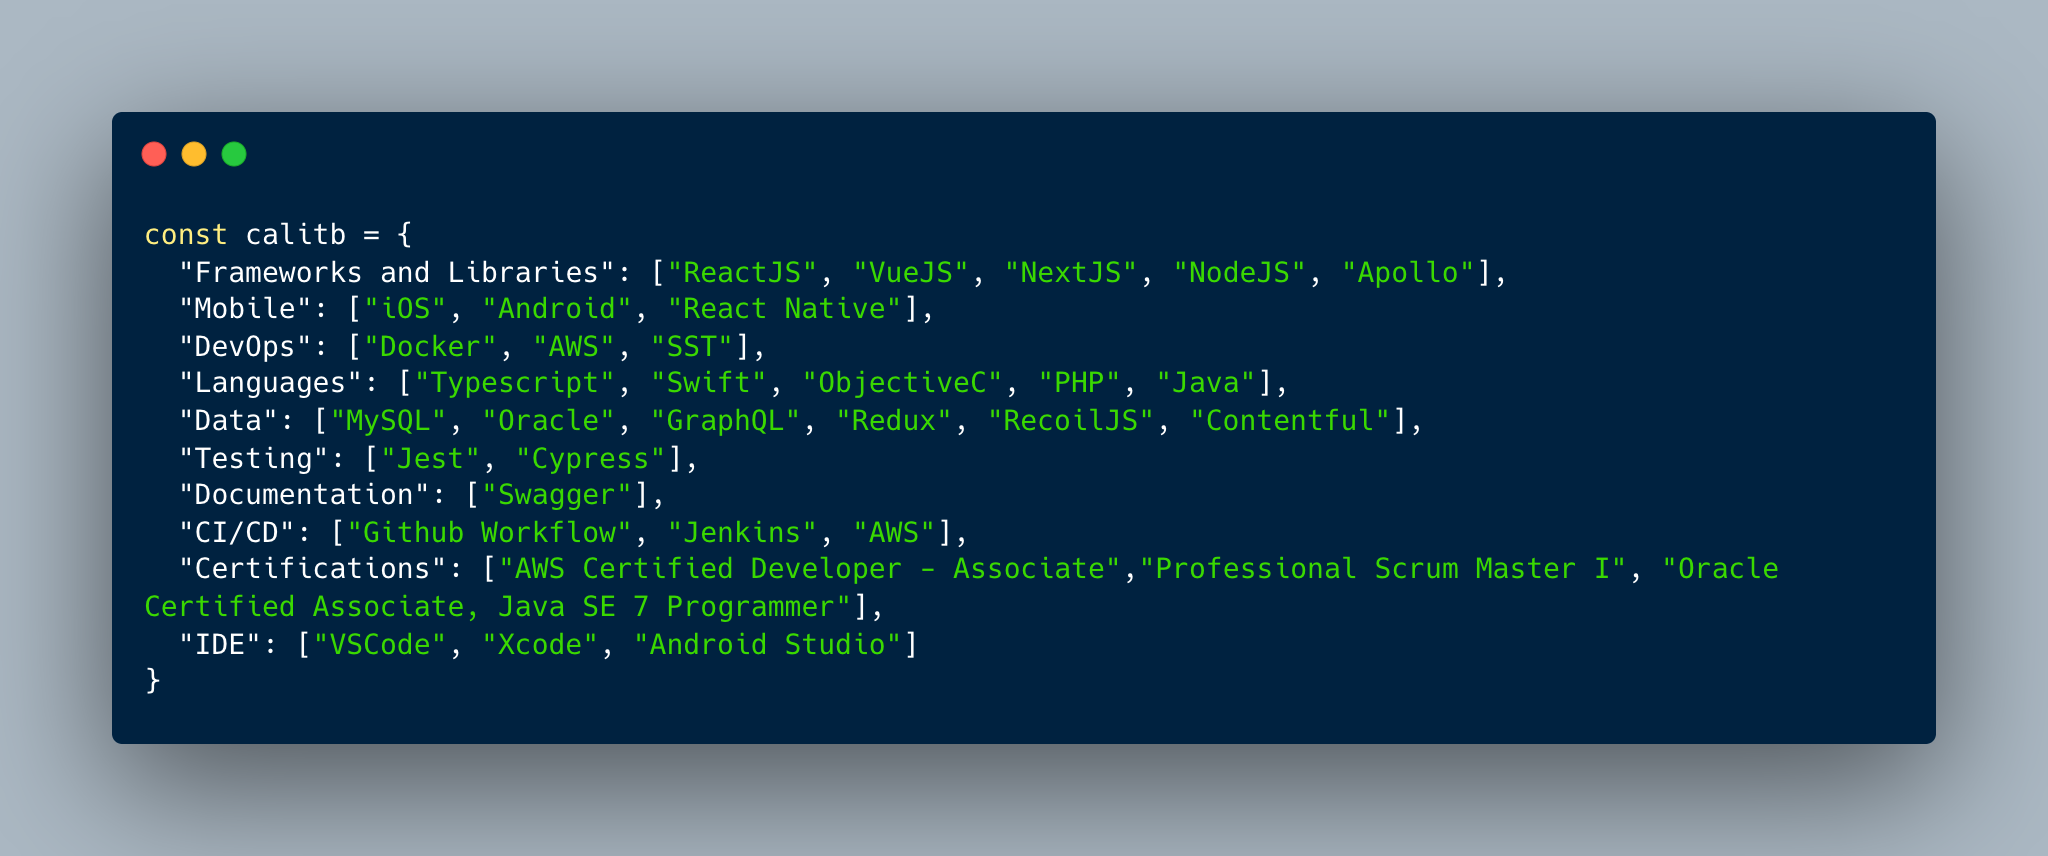 const calitb = {
  "Frameworks and Libraries": ["ReactJS", "VueJS", "NextJS", "NodeJS", "Apollo"],
  "Mobile": ["iOS", "Android", "React Native"],
  "DevOps": ["Docker", "AWS", "SST"],
  "Languages": ["Typescript", "Swift", "ObjectiveC", "PHP", "Java"],
  "Data": ["MySQL", "Oracle", "GraphQL", "Redux", "RecoilJS", "Contentful"],
  "Testing": ["Jest", "Cypress"],
  "Documentation": ["Swagger"],
  "CI/CD": ["Github Workflow", "Jenkins", "AWS"],
  "Certifications": ["AWS Certified Developer – Associate","Professional Scrum Master I", "Oracle
Certified Associate, Java SE 7 Programmer"],
  "IDE": ["VSCode", "Xcode", "Android Studio"]
}